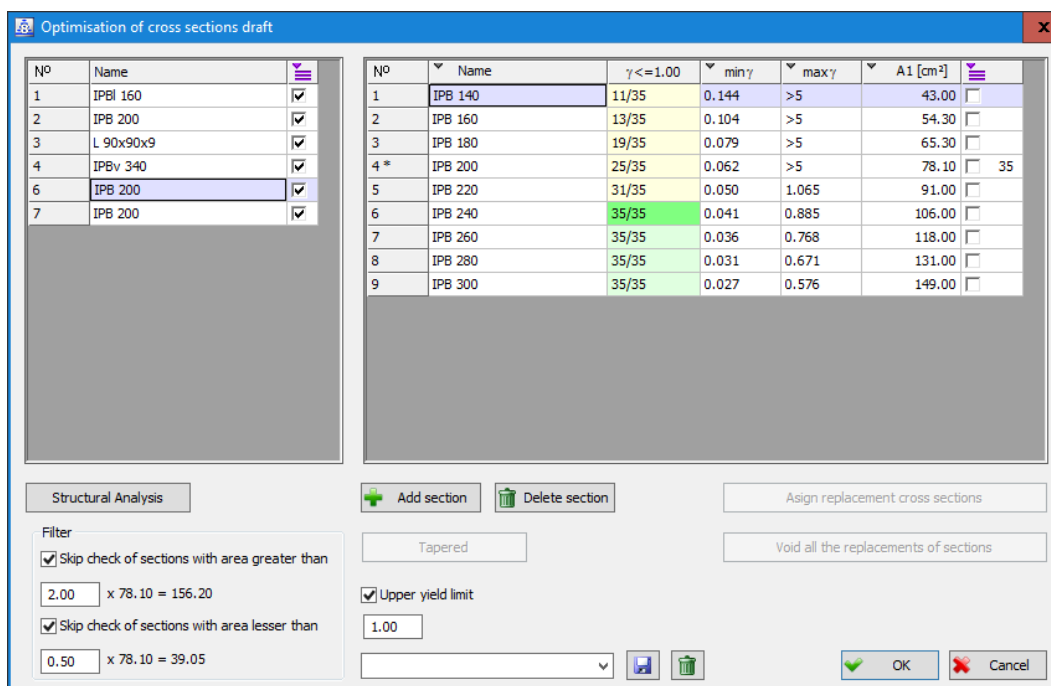 Optimisation of cross sections draft
x
Nº Name
1 IPBl 160
2 IPB 200
3 L 90x90x9
4 IPBv 340
6 IPB 200
7 IPB 200
Nº Name γ<=1.00 min γ max γ A1 [cm²]
1 IPB 140 11/35 0.144 >5 43.00
2 IPB 160 13/35 0.104 >5 54.30
3 IPB 180 19/35 0.079 >5 65.30
4 * IPB 200 25/35 0.062 >5 78.10 35
5 IPB 220 31/35 0.050 1.065 91.00
6 IPB 240 35/35 0.041 0.885 106.00
7 IPB 260 35/35 0.036 0.768 118.00
8 IPB 280 35/35 0.031 0.671 131.00
9 IPB 300 35/35 0.027 0.576 149.00
Structural Analysis
Add section
Delete section
Asign replacement cross sections
Tapered
Void all the replacements of sections
Filter
Skip check of sections with area greater than
2.00 x 78.10 = 156.20
Skip check of sections with area lesser than
0.50 x 78.10 = 39.05
Upper yield limit
1.00
OK
Cancel